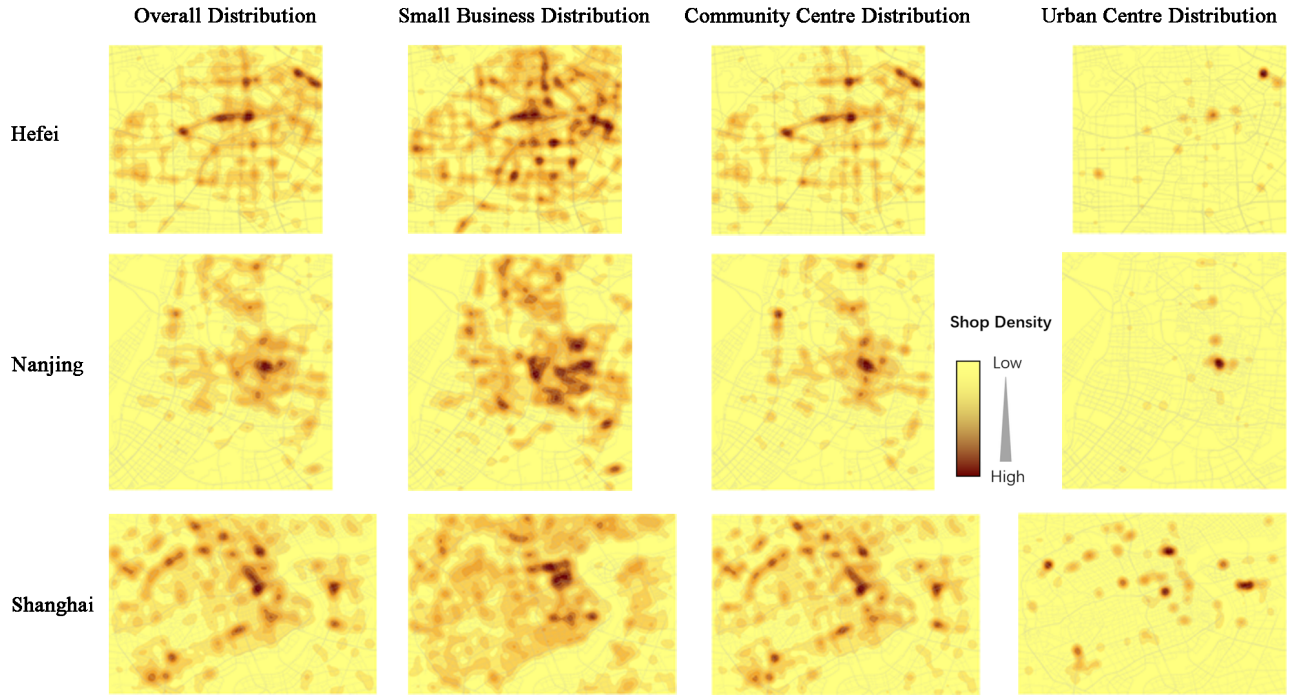 Overall Distribution
Small Business Distribution
Community Centre Distribution
Urban Centre Distribution
Hefei
Nanjing
Shop Density
Low
High
Shanghai